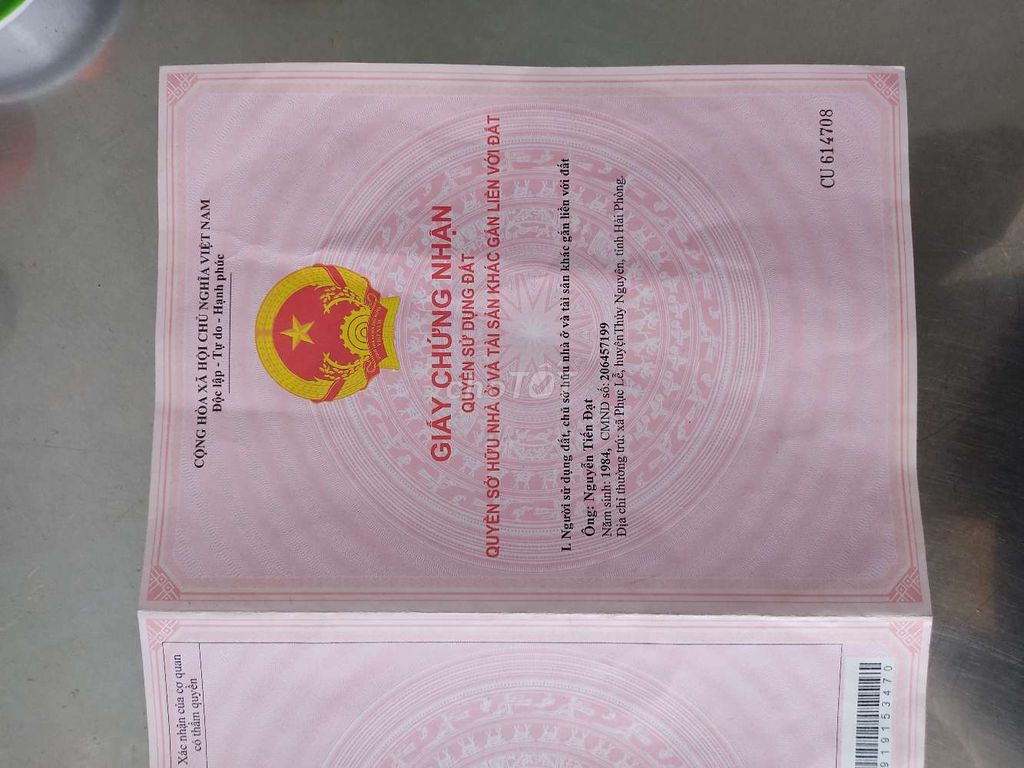 CỘNG HÒA XÃ HỘI CHỦ NGHĨA VIỆT NAM
Độc lập - Tự do - Hạnh phúc
GIẤY CHỨNG NHẬN
QUYỀN SỬ DỤNG ĐẤT
QUYỀN SỞ HỮU NHÀ Ở VÀ TÀI SẢN KHÁC GẮN LIỀN VỚI ĐẤT
I. Người sử dụng đất, chủ sở hữu nhà ở và tài sản khác gắn liền với đất
Ông: Nguyễn Tiến Đạt
Năm sinh: 1984, CMND số: 206457199
Địa chỉ thường trú: xã Phục Lễ, huyệnThủy Nguyên, tỉnh Hải Phòng.
CU 614708
Xác nhận của cơ quan
có thẩm quyền
919153470